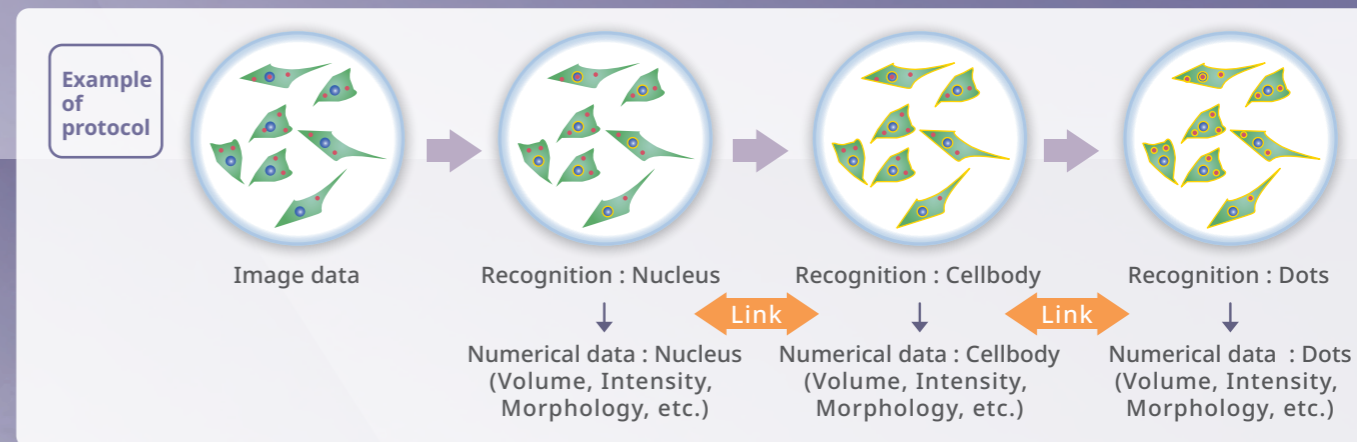 Example
of
protocol
Image data
Recognition : Nucleus
Recognition : Cellbody
Recognition : Dots
Link
Link
Numerical data : Nucleus
(Volume, Intensity,
Morphology, etc.)
Numerical data : Cellbody
(Volume, Intensity,
Morphology, etc.)
Numerical data : Dots
(Volume, Intensity,
Morphology, etc.)